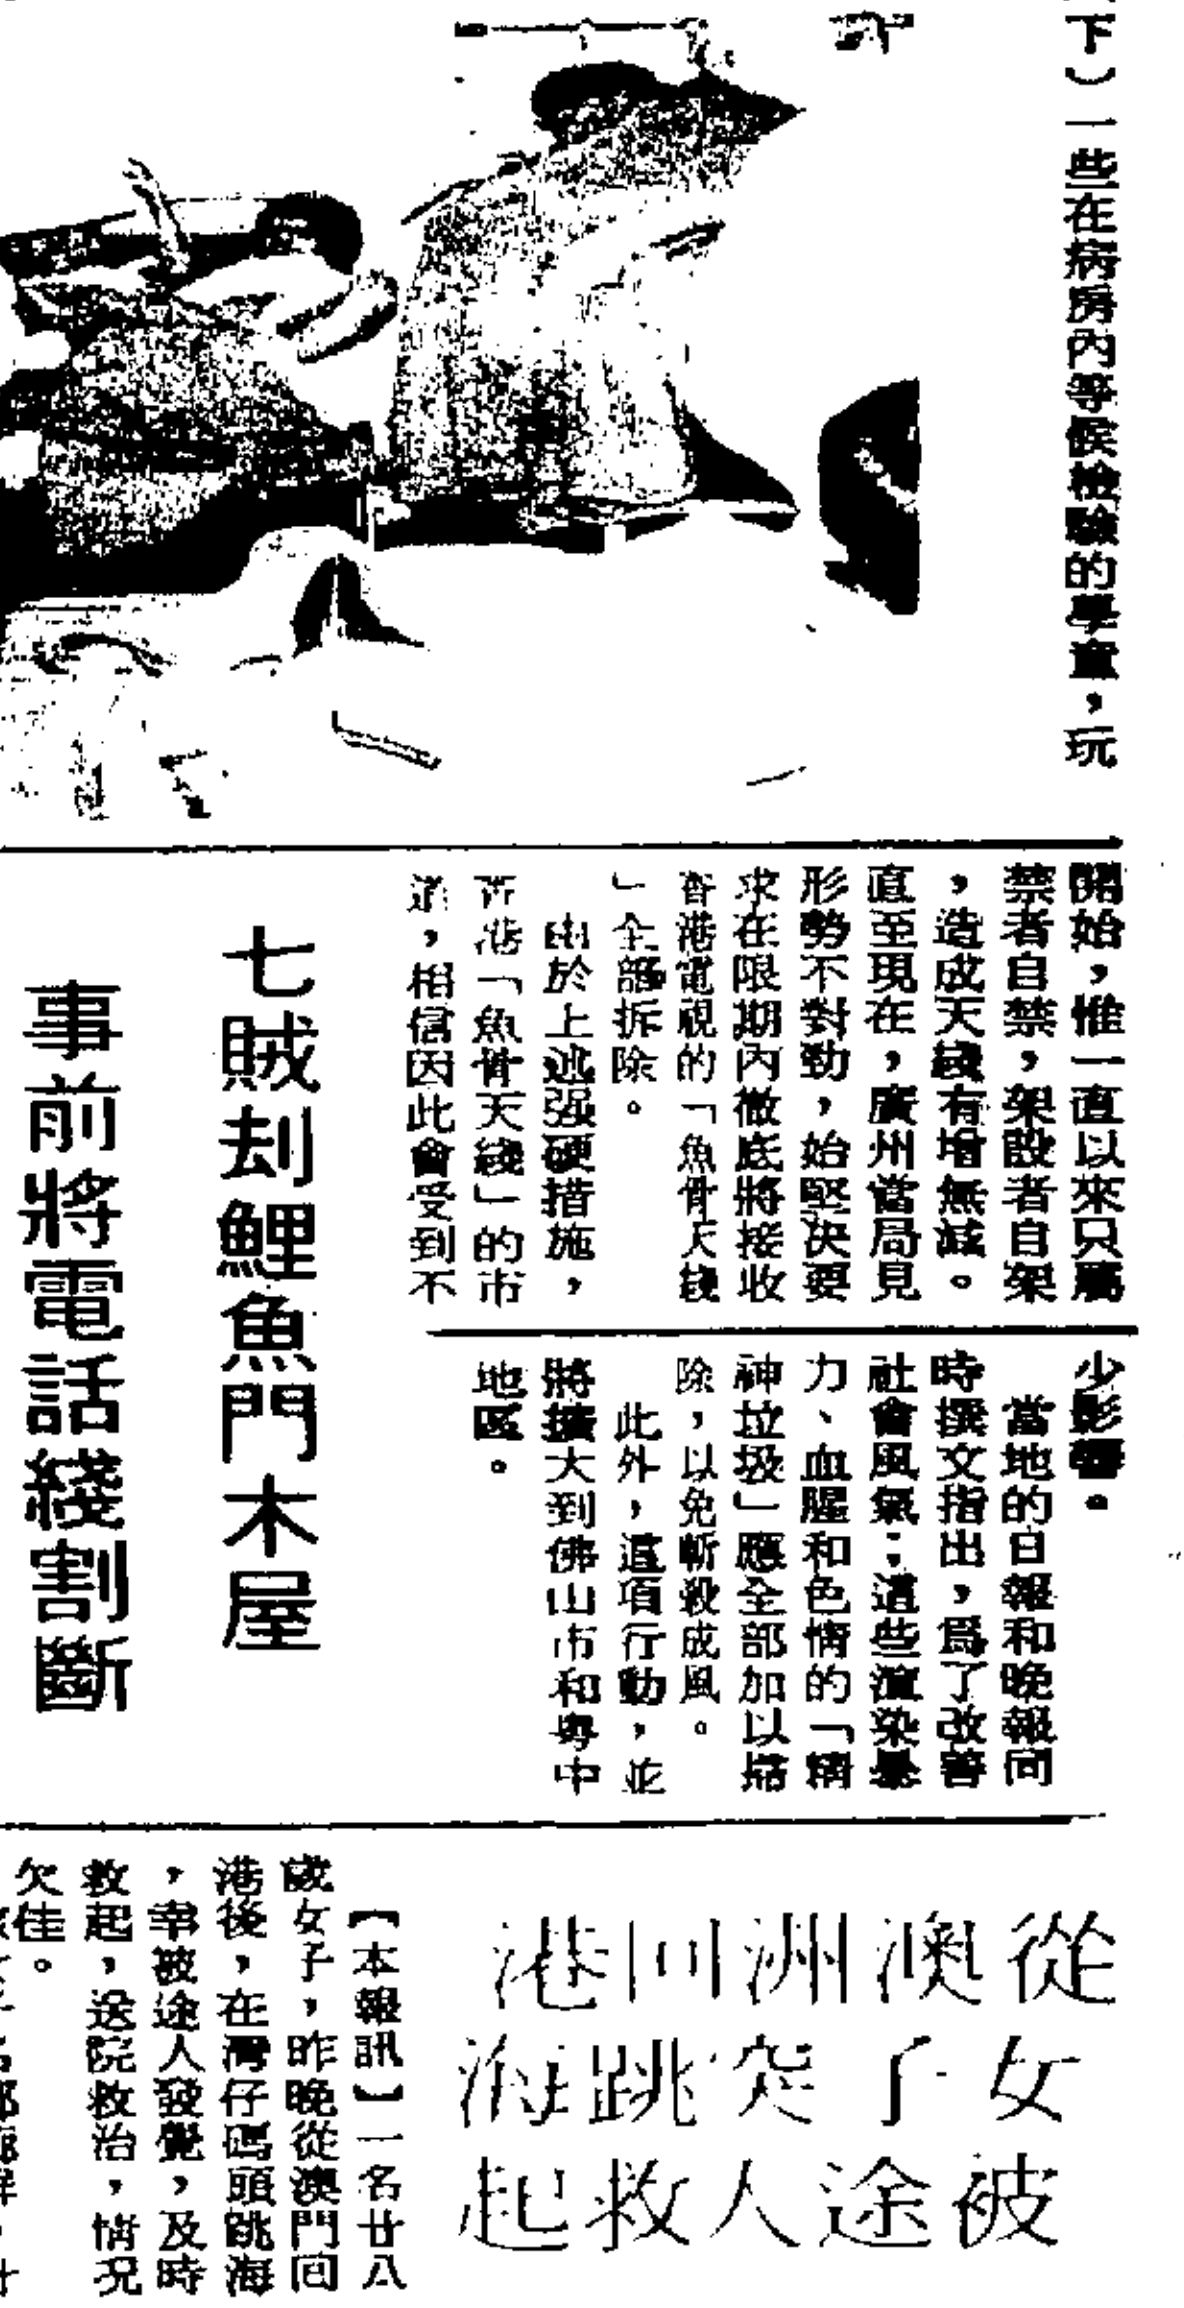 下）一些在病房內等候檢驗的學童，玩
開始，惟一直以來只屬
禁者自禁，架設者自架
，造成天綫有增無減。
直至現在，廣州當局見
形勢不對勁，始堅決要
求在限期內徹底將接收
香港電視的「魚骨天綫
」全部拆除。
由於上述强硬措施，
香港「魚骨天綫」的市
道，相信因此會受到不
少影響。
當地的日報和晚報同
時撰文指出，爲了改善
社會風氣：這些渲染暴
力、血腥和色情的「精
神垃圾」應全部加以掃
除，以免斬殺成風。
此外，這項行動，並
將擴大到佛山市和粵中
地區。
七賊刦鯉魚門木屋
事前將電話綫割斷
從澳洲回港
女子突跳海
被途人救起
【本報訊】一名廿八
歲女子，昨晚從澳門回
港後，在灣仔碼頭跳海
，幸被途人發覺，及時
救起，送院救治，情況
欠佳。